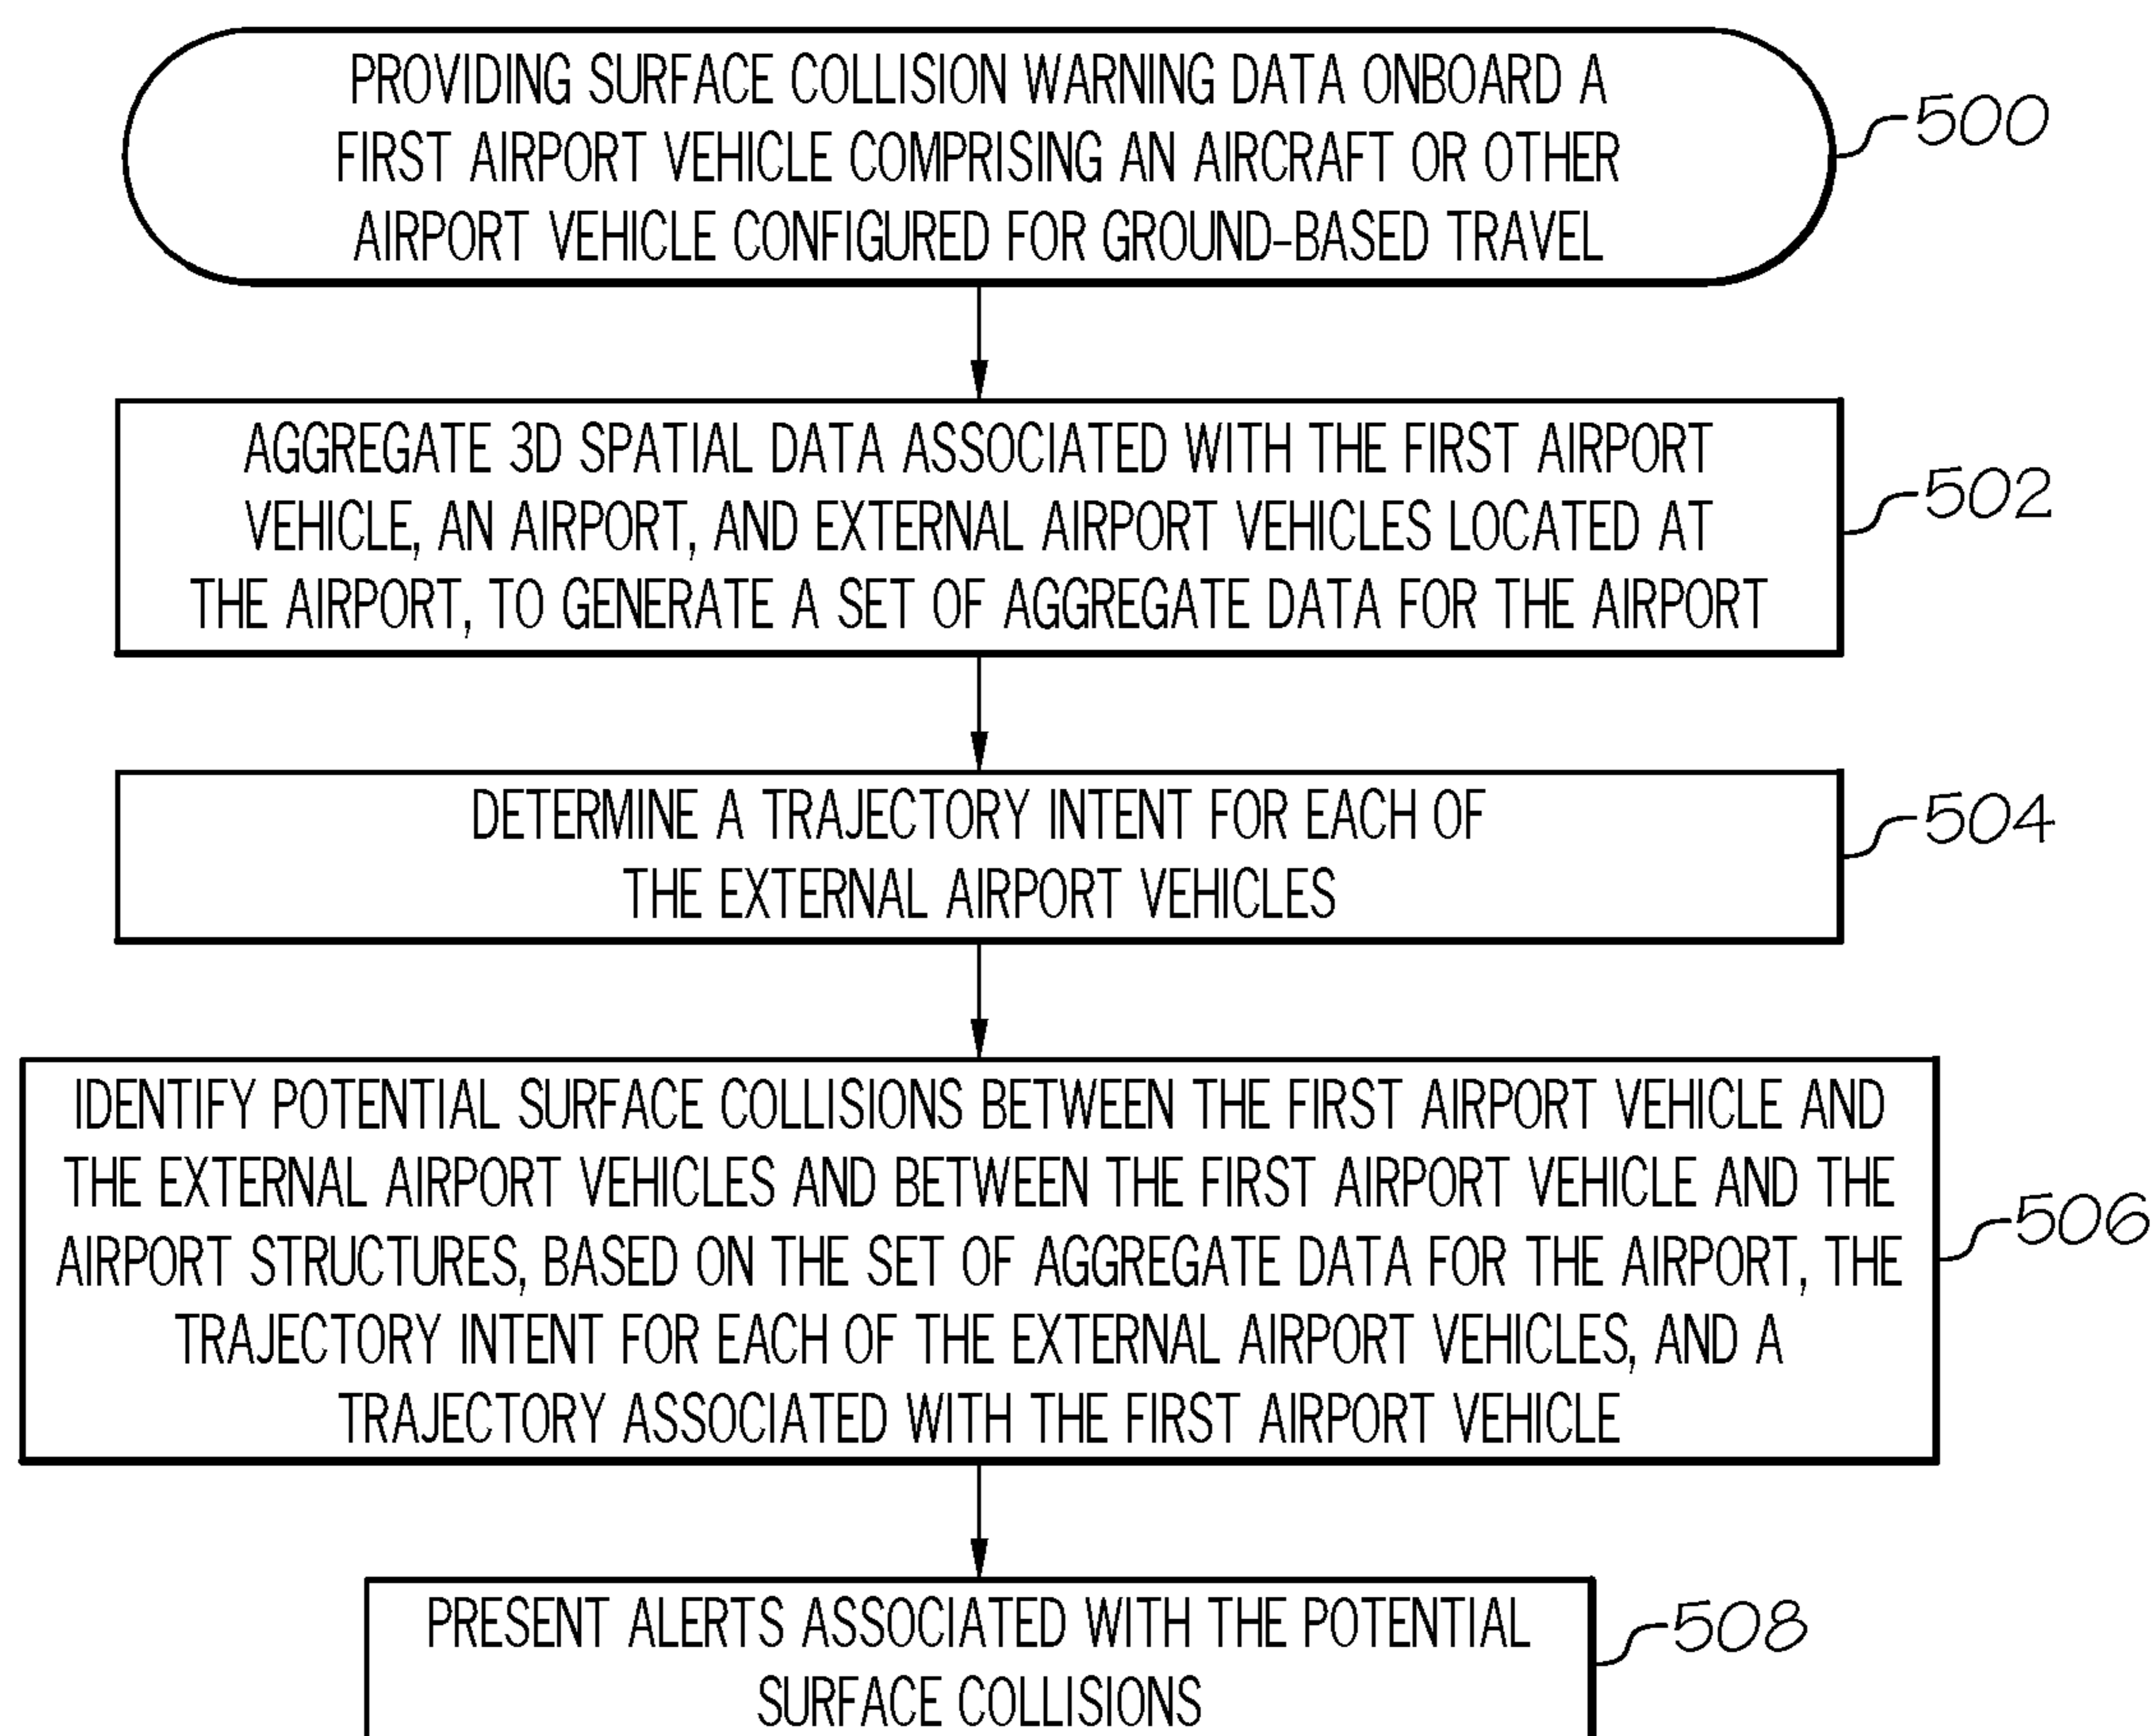 PROVIDING SURFACE COLLISION WARNING DATA ONBOARD A
FIRST AIRPORT VEHICLE COMPRISING AN AIRCRAFT OR OTHER
AIRPORT VEHICLE CONFIGURED FOR GROUND-BASED TRAVEL
500
AGGREGATE 3D SPATIAL DATA ASSOCIATED WITH THE FIRST AIRPORT
VEHICLE, AN AIRPORT, AND EXTERNAL AIRPORT VEHICLES LOCATED AT
THE AIRPORT, TO GENERATE A SET OF AGGREGATE DATA FOR THE AIRPORT
502
DETERMINE A TRAJECTORY INTENT FOR EACH OF
THE EXTERNAL AIRPORT VEHICLES
504
IDENTIFY POTENTIAL SURFACE COLLISIONS BETWEEN THE FIRST AIRPORT VEHICLE AND
THE EXTERNAL AIRPORT VEHICLES AND BETWEEN THE FIRST AIRPORT VEHICLE AND THE
AIRPORT STRUCTURES, BASED ON THE SET OF AGGREGATE DATA FOR THE AIRPORT, THE
TRAJECTORY INTENT FOR EACH OF THE EXTERNAL AIRPORT VEHICLES, AND A
TRAJECTORY ASSOCIATED WITH THE FIRST AIRPORT VEHICLE
506
PRESENT ALERTS ASSOCIATED WITH THE POTENTIAL
SURFACE COLLISIONS
508